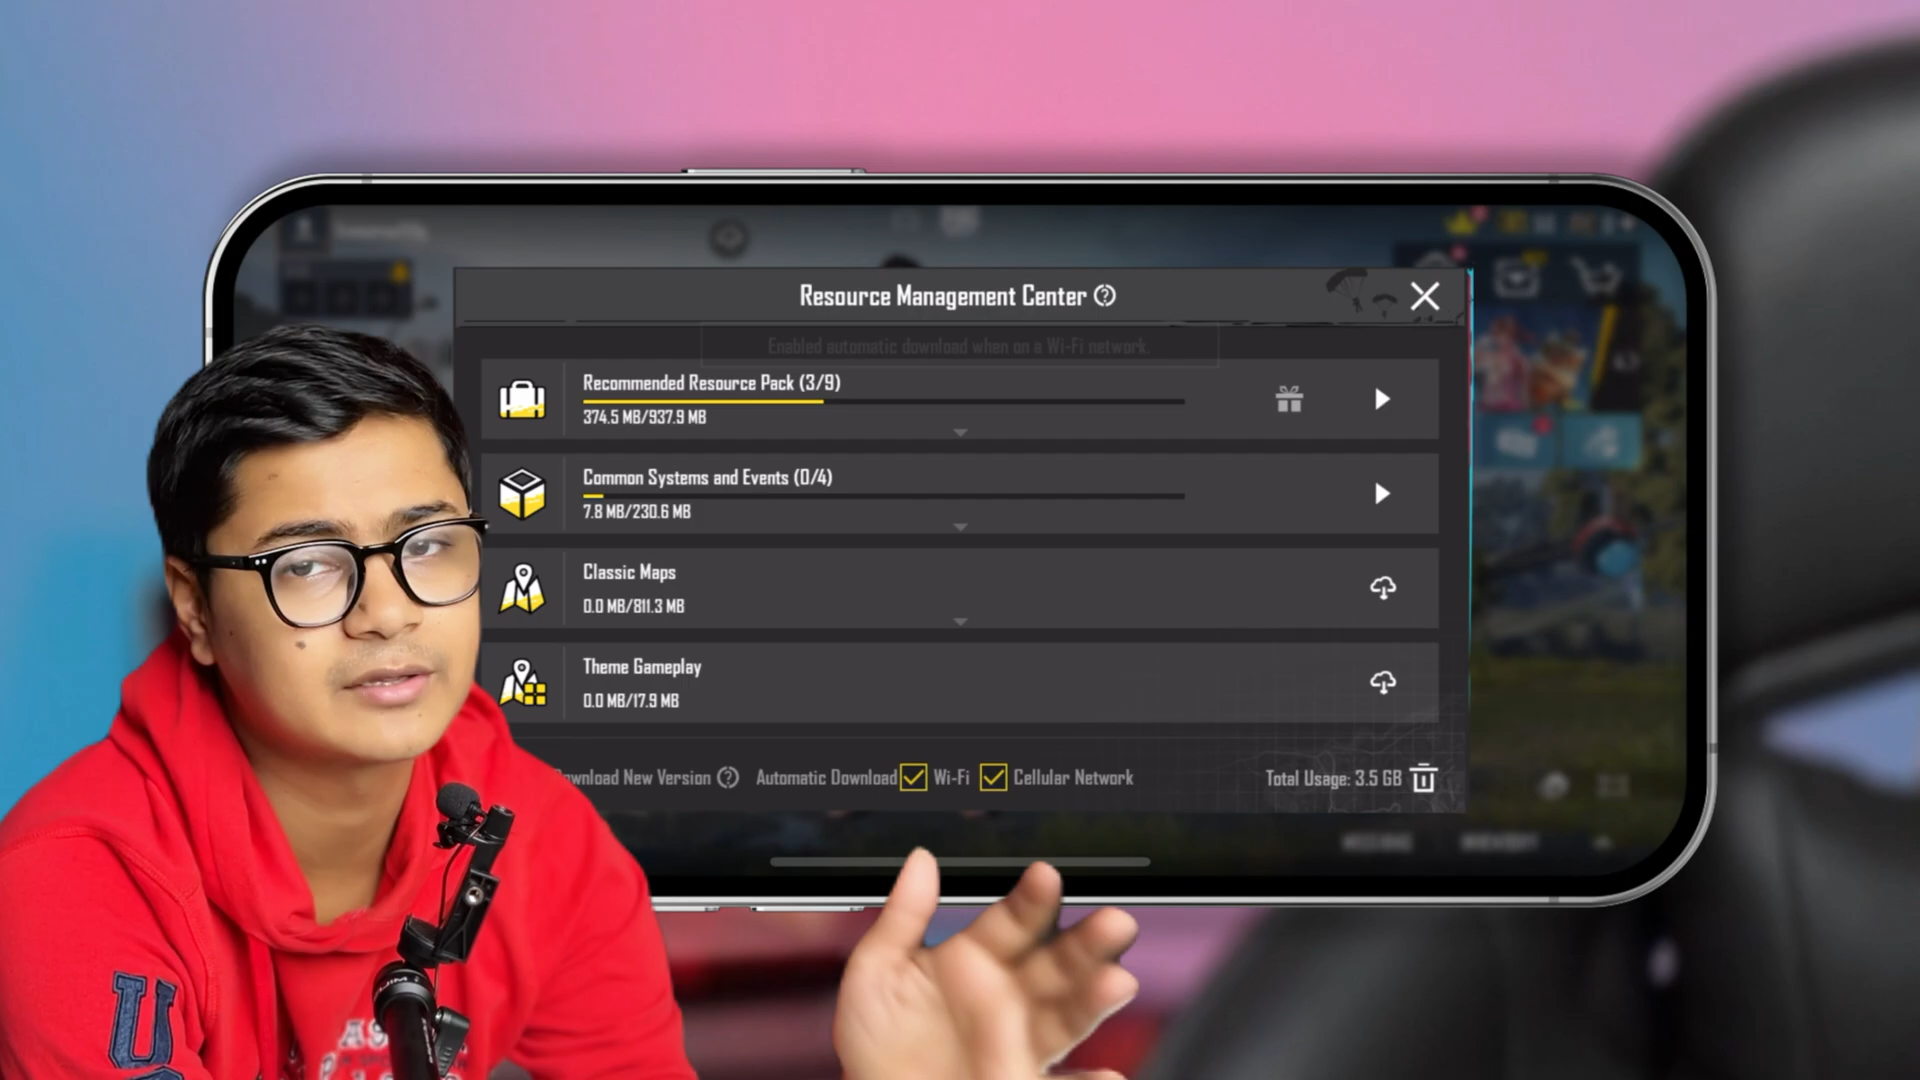 Resource Management Center
Enabled automatic download when on a Wi-Fi network.
Recommended Resource Pack (3/9)
374.5 MB/937.9 MB
Common Systems and Events (0/4)
7.8 MB/230.6 MB
Classic Maps
0.0 MB/811.3 MB
Theme Gameplay
0.0 MB/17.9 MB
New Version Automatic Download Wi-Fi Cellular Network Total Usage: 3.5 GB
U